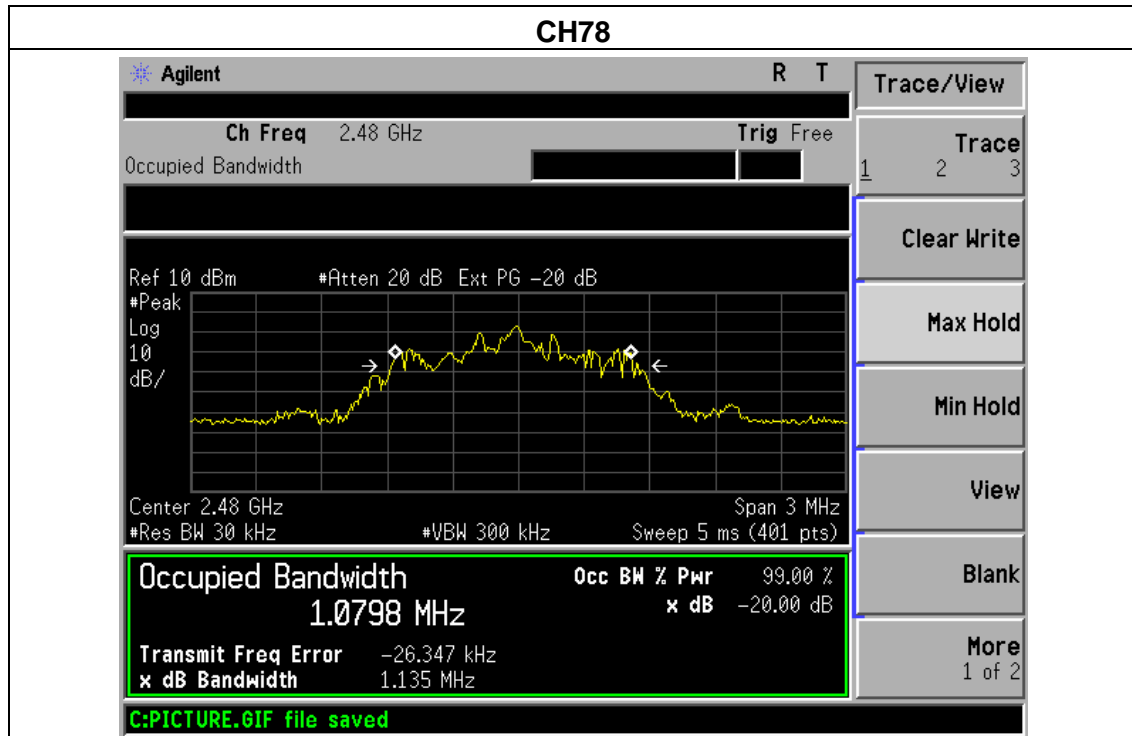 CH78
Agilent R T
Trace/View
Ch Freq 2.48 GHz Trig Free
Occupied Bandwidth
Trace
1 2 3
Clear Write
Ref 10 dBm #Atten 20 dB Ext PG -20 dB
#Peak
Log
10
dB/
Max Hold
Min Hold
View
Center 2.48 GHz Span 3 MHz
#Res BW 30 kHz #VBW 300 kHz Sweep 5 ms (401 pts)
Occupied Bandwidth Occ BW % Pwr 99.00 %
1.0798 MHz x dB -20.00 dB
Blank
Transmit Freq Error -26.347 kHz
x dB Bandwidth 1.135 MHz
More
1 of 2
C:PICTURE.GIF file saved